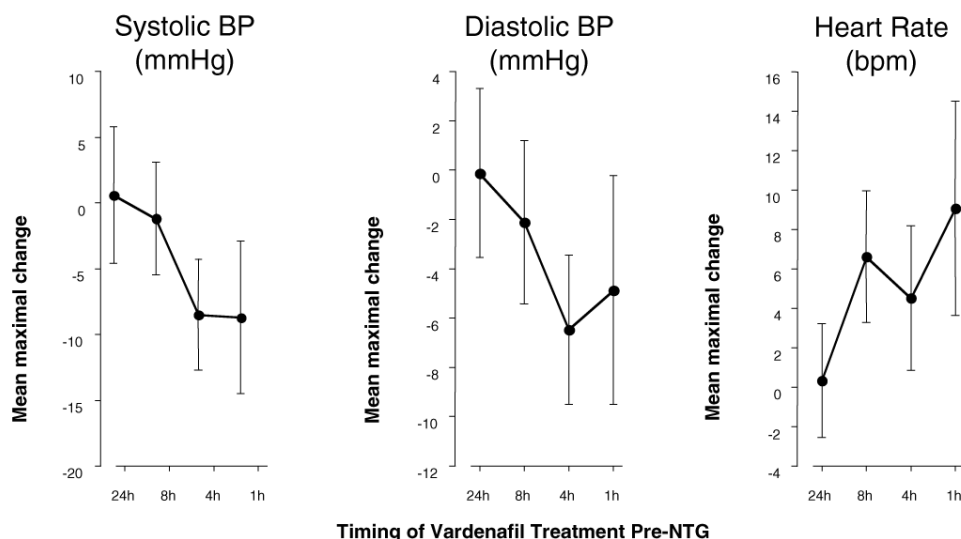 Systolic BP
(mmHg)
10
5
0
-5
-10
-15
-20
Mean maximal change
24h 8h 4h 1h
Diastolic BP
(mmHg)
4
2
0
-2
-4
-6
-8
-10
-12
Mean maximal change
24h 8h 4h 1h
Heart Rate
(bpm)
16
14
12
10
8
6
4
2
0
-2
-4
Mean maximal change
24h 8h 4h 1h
Timing of Vardenafil Treatment Pre-NTG